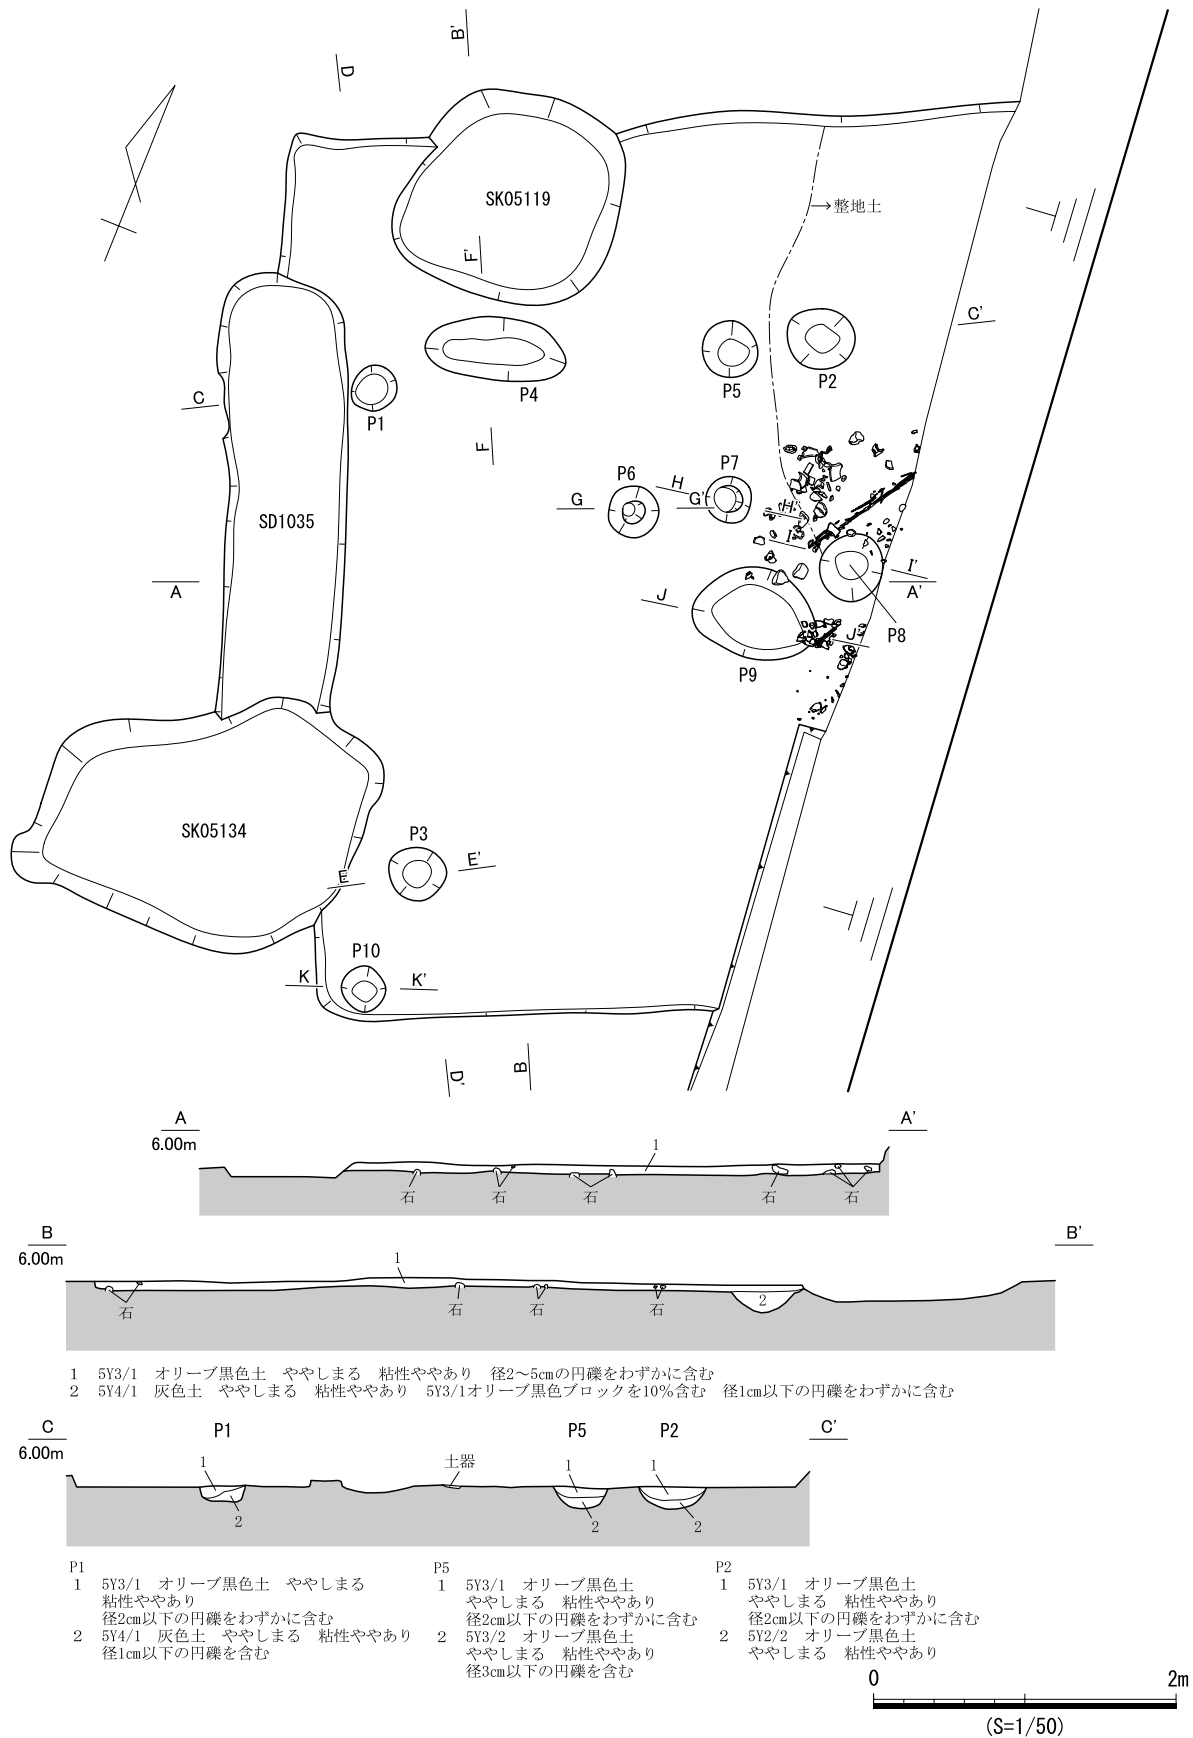 B'
D
SK05119
→整地土
F'
C'
C
P1
P4
P5
P2
F
P6
H
P7
G
G'
H'
SD1035
I
I'
A
A'
J
J'
P8
P9
SK05134
P3
E
E'
P10
K
K'
D'
B
A
A'
6.00m
1
石 石 石 石 石
B
B'
6.00m
1
2
石 石 石 石
1 5Y3/1 オリーブ黒色土 ややしまる 粘性ややあり 径2～5cmの円礫をわずかに含む
2 5Y4/1 灰色土 ややしまる 粘性ややあり 5Y3/1オリーブ黒色ブロックを10%含む 径1cm以下の円礫をわずかに含む
C
P1
P5
P2
C'
6.00m
1
土器
1
1
2
2
2
P1
1 5Y3/1 オリーブ黒色土 ややしまる
粘性ややあり
径2cm以下の円礫をわずかに含む
2 5Y4/1 灰色土 ややしまる 粘性ややあり
径1cm以下の円礫を含む
P5
1 5Y3/1 オリーブ黒色土
ややしまる 粘性ややあり
径2cm以下の円礫をわずかに含む
2 5Y3/2 オリーブ黒色土
ややしまる 粘性ややあり
径3cm以下の円礫を含む
P2
1 5Y3/1 オリーブ黒色土
ややしまる 粘性ややあり
径2cm以下の円礫をわずかに含む
2 5Y2/2 オリーブ黒色土
ややしまる 粘性ややあり
0 2m
(S=1/50)